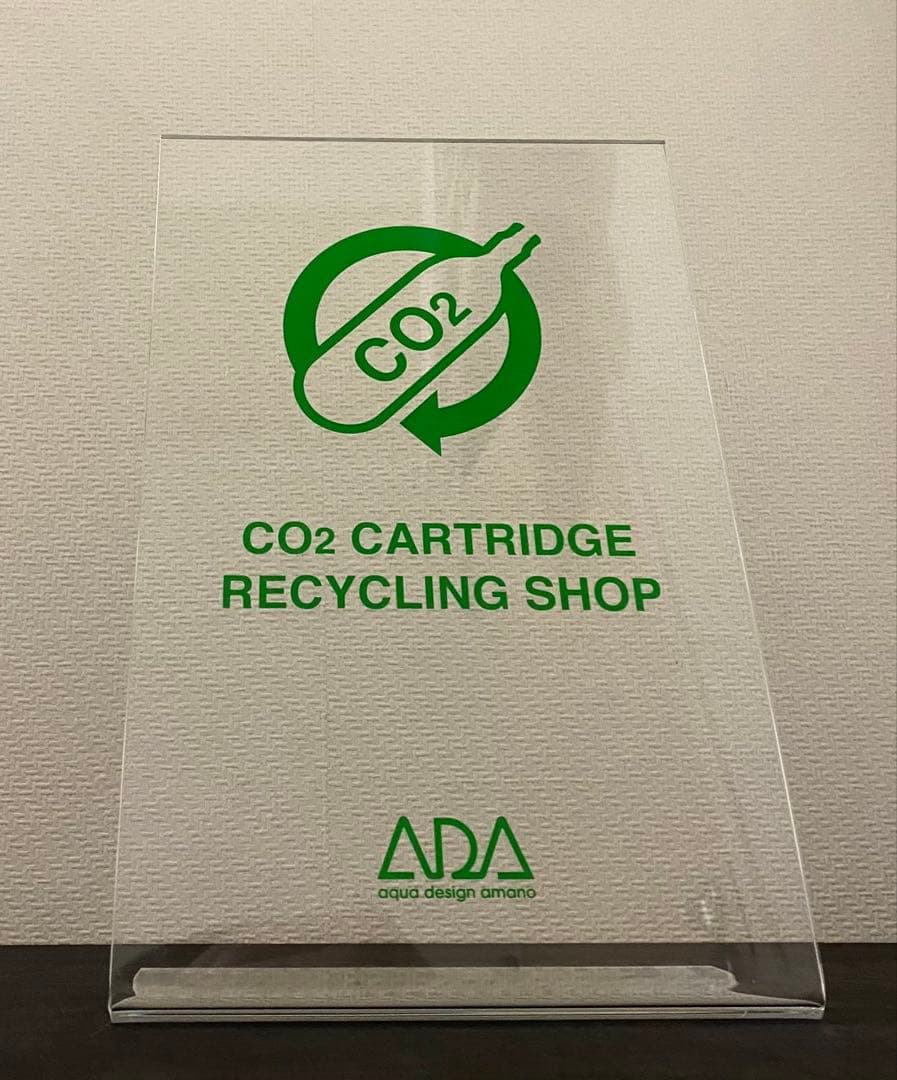 CO2
CO2 CARTRIDGE
RECYCLING SHOP
ADA
aqua design amano